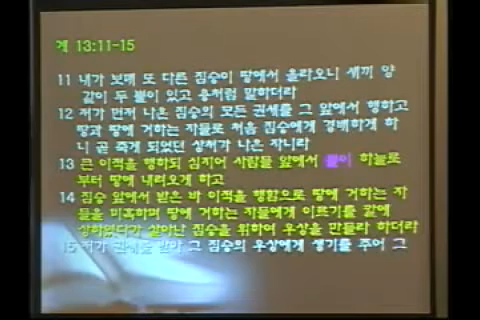 계 13:11-15
11 내가 보매 또 다른 짐승이 땅에서 올라오니 새끼 양
같이 두 뿔이 있고 용처럼 말하더라
12 저가 먼저 나온 짐승의 모든 권세를 그 앞에서 행하고
땅과 땅에 거하는 자들로 처음 짐승에게 경배하게 하
니 곧 죽게 되었던 상처가 나은 자니라
13 큰 이적을 행하되 심지어 사람들 앞에서 불이 하늘로
부터 땅에 내려오게 하고
14 짐승 앞에서 받은 바 이적을 행함으로 땅에 거하는 자
들을 미혹하며 땅에 거하는 자들에게 이르기를 칼에
상하였다가 살아난 짐승을 위하여 우상을 만들라 하더라
15 저가 권세를 받아 그 짐승의 우상에게 생기를 주어 그